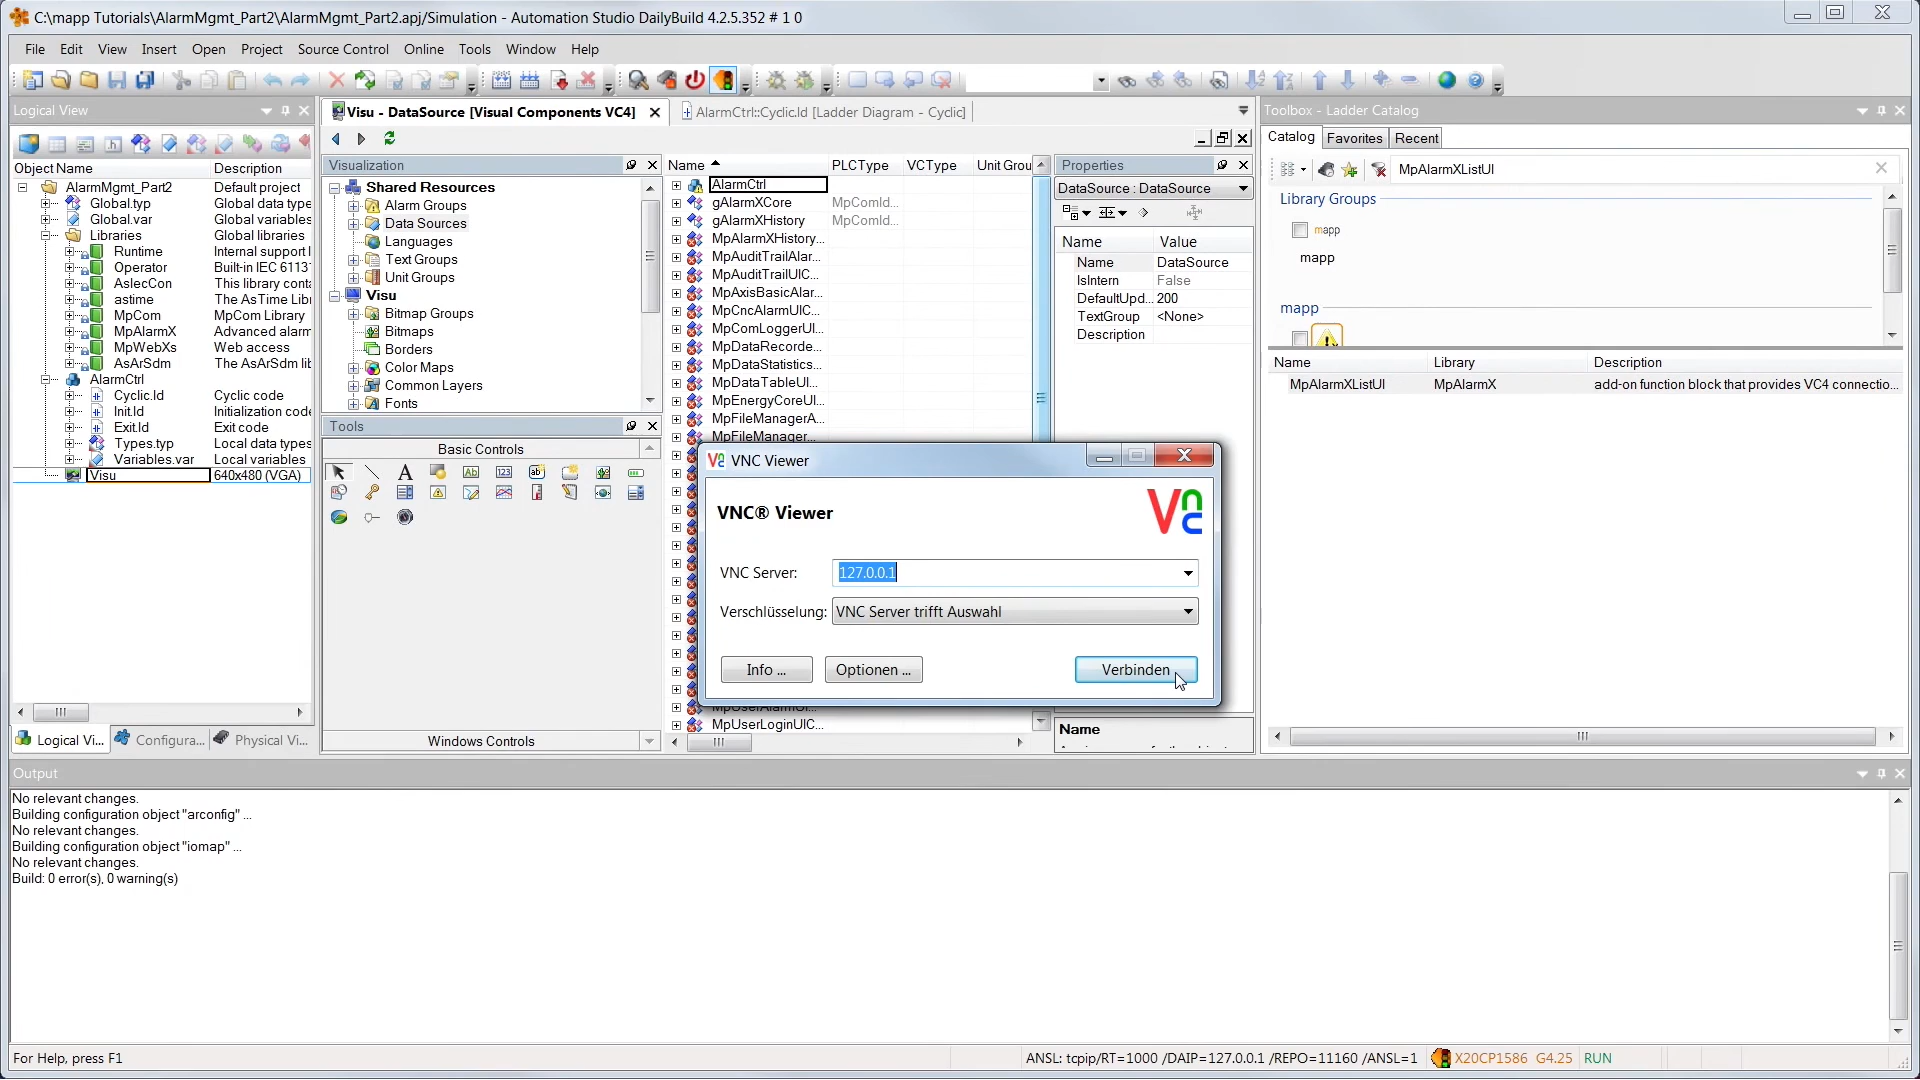 C:\mapp Tutorials\AlarmMgmt_Part2\AlarmMgmt_Part2.apj/Simulation - Automation Studio DailyBuild 4.2.5.352 # 1 0
File Edit View Insert Open Project Source Control Online Tools Window Help
Logical View
Object Name Description
AlarmMgmt_Part2 Default project
Global.typ Global data type
Global.var Global variables
Libraries Global libraries
Runtime Internal support l
Operator Built-in IEC 6113
AsIecCon This library conta
astime The AsTime Libr
MpCom MpCom Library
MpAlarmX Advanced alarm
MpWebXs Web access
AsArSdm The AsArSdm lib
AlarmCtrl
Cyclic.ld Cyclic code
Init.ld Initialization code
Exit.ld Exit code
Types.typ Local data types
Variables.var Local variables
Visu 640x480 (VGA)
Logical Vi... Configura... Physical Vi...
Visu - DataSource [Visual Components VC4]
AlarmCtrl::Cyclic.ld [Ladder Diagram - Cyclic]
Visualization
Shared Resources
Alarm Groups
Data Sources
Languages
Text Groups
Unit Groups
Visu
Bitmap Groups
Bitmaps
Borders
Color Maps
Common Layers
Fonts
Tools
Basic Controls
Windows Controls
Name PLCType VCType Unit Grou
AlarmCtrl
gAlarmXCore MpComId...
gAlarmXHistory MpComId...
MpAlarmXHistory...
MpAuditTrailAlar...
MpAuditTrailUIC...
MpAxisBasicAlar...
MpCncAlarmUIC...
MpComLoggerUI...
MpDataRecorde...
MpDataStatistics...
MpDataTableUI...
MpEnergyCoreUI...
MpFileManagerA...
MpFileManager...
MpUserLoginUIC...
Properties
DataSource : DataSource
Name Value
Name DataSource
IsIntern False
DefaultUpd... 200
TextGroup <None>
Description
Name
VNC Viewer
VNC® Viewer
VNC Server: 127.0.0.1
Verschlüsselung: VNC Server trifft Auswahl
Info ... Optionen ... Verbinden
Toolbox - Ladder Catalog
Catalog Favorites Recent
MpAlarmXListUI
Library Groups
mapp
mapp
mapp
Name Library Description
MpAlarmXListUI MpAlarmX add-on function block that provides VC4 connectio...
Output
No relevant changes.
Building configuration object "arconfig" ...
No relevant changes.
Building configuration object "iomap" ...
No relevant changes.
Build: 0 error(s), 0 warning(s)
For Help, press F1
ANSL: tcpip/RT=1000 /DAIP=127.0.0.1 /REPO=11160 /ANSL=1 X20CP1586 G4.25 RUN